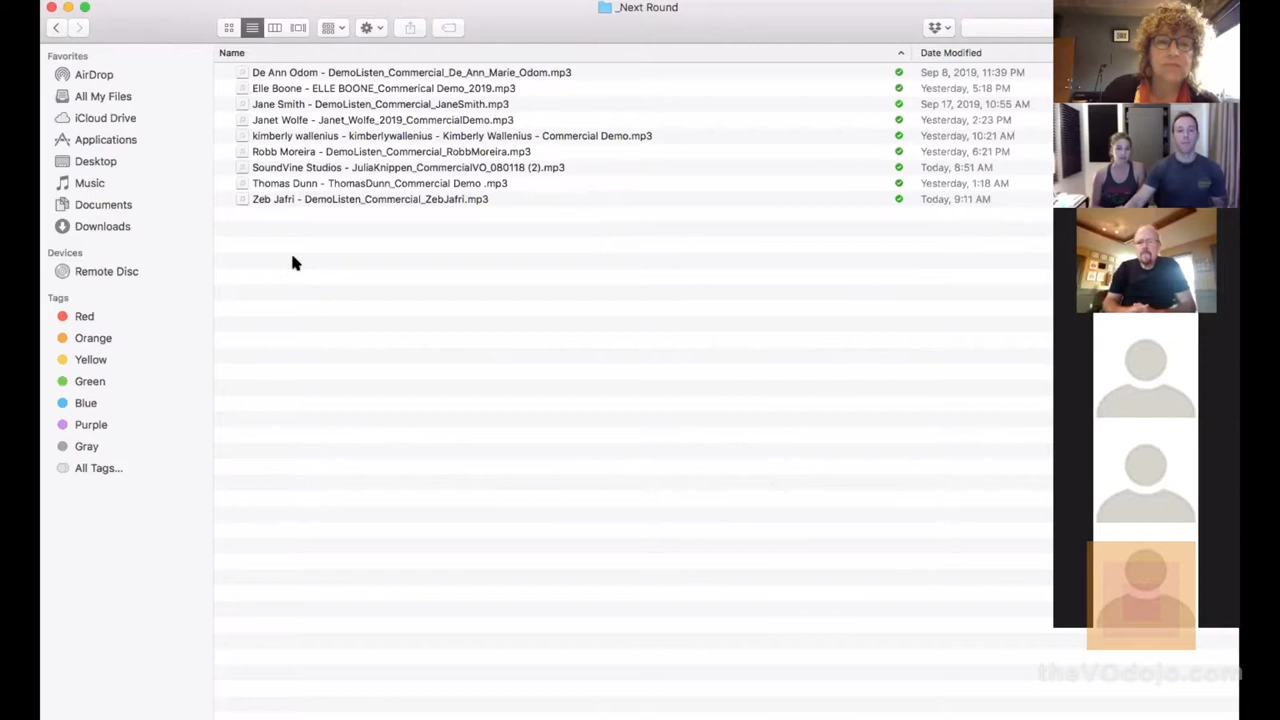 _Next Round
Favorites
AirDrop
All My Files
iCloud Drive
Applications
Desktop
Music
Documents
Downloads
Devices
Remote Disc
Tags
Red
Orange
Yellow
Green
Blue
Purple
Gray
All Tags...
Name Date Modified
De Ann Odom - DemoListen_Commercial_De_Ann_Marie_Odom.mp3 Sep 8, 2019, 11:39 PM
Elle Boone - ELLE BOONE_Commerical Demo_2019.mp3 Yesterday, 5:18 PM
Jane Smith - DemoListen_Commercial_JaneSmith.mp3 Sep 17, 2019, 10:55 AM
Janet Wolfe - Janet_Wolfe_2019_CommercialDemo.mp3 Yesterday, 2:23 PM
kimberly wallenius - kimberlywallenius - Kimberly Wallenius - Commercial Demo.mp3 Yesterday, 10:21 AM
Robb Moreira - DemoListen_Commercial_RobbMoreira.mp3 Yesterday, 6:21 PM
SoundVine Studios - JuliaKnippen_CommercialVO_080118 (2).mp3 Today, 8:51 AM
Thomas Dunn - ThomasDunn_Commercial Demo .mp3 Yesterday, 1:18 AM
Zeb Jafri - DemoListen_Commercial_ZebJafri.mp3 Today, 9:11 AM
theVOdojo.com